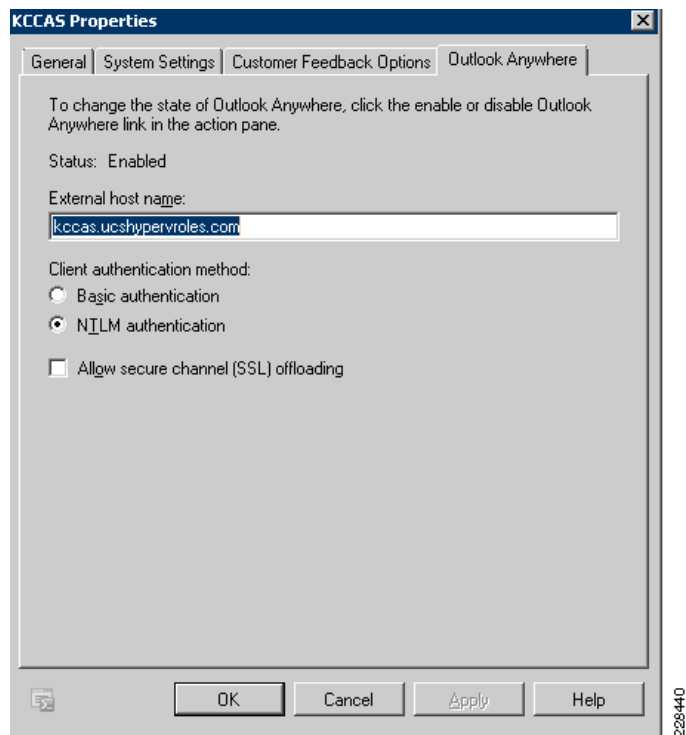 KCCAS Properties
General
System Settings
Customer Feedback Options
Outlook Anywhere
To change the state of Outlook Anywhere, click the enable or disable Outlook
Anywhere link in the action pane.
Status: Enabled
External host name:
kccas.ucshypervroles.com
Client authentication method:
Basic authentication
NTLM authentication
Allow secure channel (SSL) offloading
OK
Cancel
Apply
Help
228440